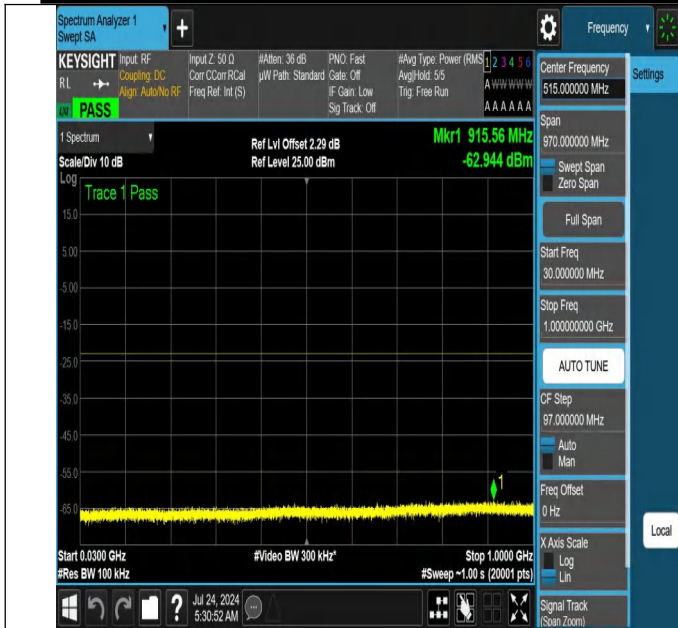 Spectrum Analyzer 1
Swept SA
+
Frequency
KEYSIGHT
RL
PASS
Input: RF
Coupling: DC
Align: Auto/No RF
Input Z: 50 Ω
Corr CCorr RCal
Freq Ref: Int (S)
#Atten: 36 dB
µW Path: Standard
PNO: Fast
Gate: Off
IF Gain: Low
Sig Track: Off
#Avg Type: Power (RMS
Avg|Hold: 5/5
Trig: Free Run
1 2 3 4 5 6
A W W W W W
A A A A A A
1 Spectrum
Scale/Div 10 dB
Ref Lvl Offset 2.29 dB
Ref Level 25.00 dBm
Mkr1 915.56 MHz
-62.944 dBm
Log
Trace 1 Pass
15.0
5.00
-5.00
-15.0
-25.0
-35.0
-45.0
-55.0
-65.0
1
Start 0.0300 GHz
#Res BW 100 kHz
#Video BW 300 kHz*
Stop 1.0000 GHz
#Sweep ~1.00 s (20001 pts)
Jul 24, 2024
5:30:52 AM
Center Frequency
515.000000 MHz
Span
970.000000 MHz
Swept Span
Zero Span
Full Span
Start Freq
30.000000 MHz
Stop Freq
1.000000000 GHz
AUTO TUNE
CF Step
97.000000 MHz
Auto
Man
Freq Offset
0 Hz
X Axis Scale
Log
Lin
Signal Track
(Span Zoom)
Settings
Local